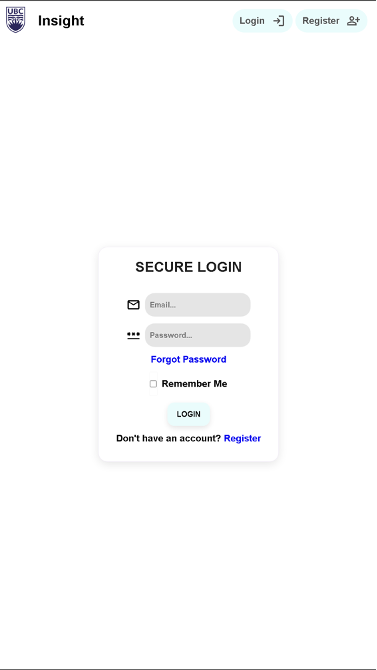 UBC
Insight
Login
Register
SECURE LOGIN
Email...
Password...
Forgot Password
Remember Me
LOGIN
Don't have an account? Register